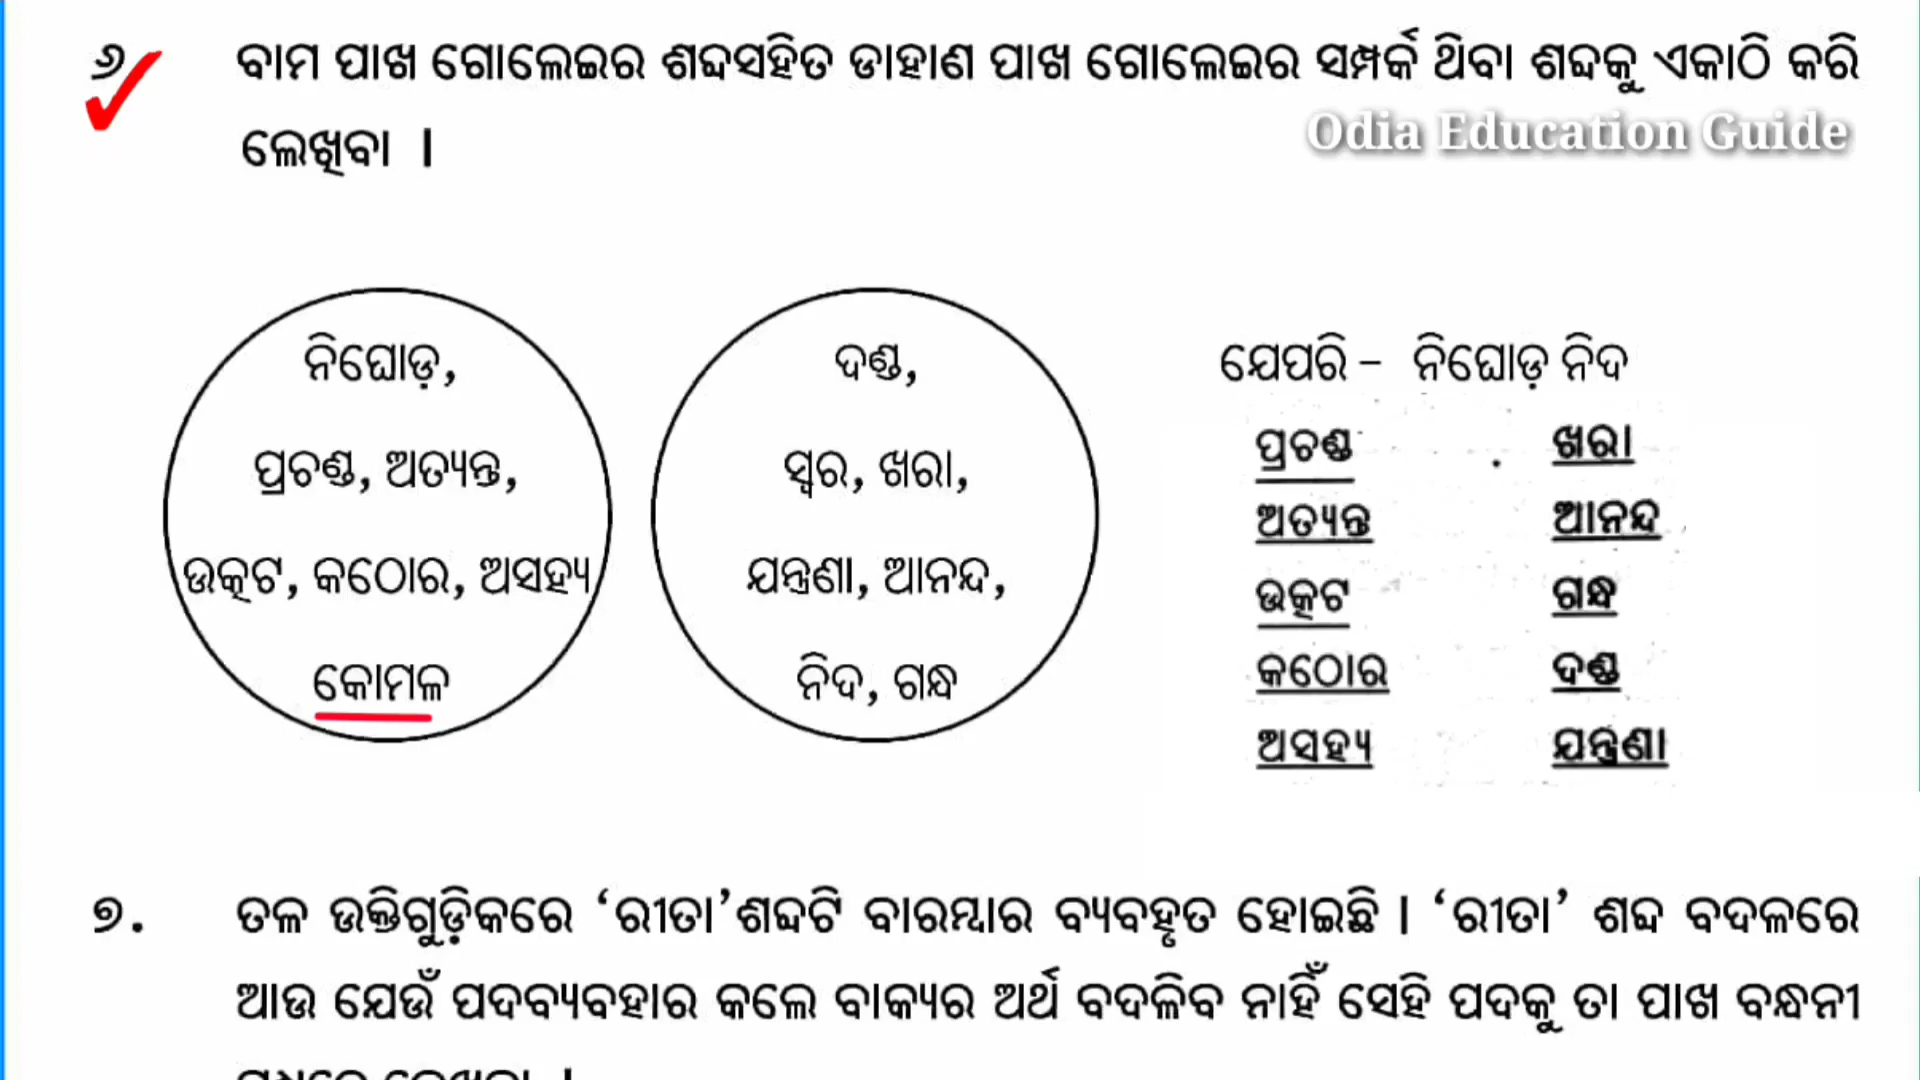 ୬
ବାମ ପାଖ ଗୋଲେଇର ଶବ୍ଦସହିତ ଡାହାଣ ପାଖ ଗୋଲେଇର ସମ୍ପର୍କ ଥିବା ଶବ୍ଦକୁ ଏକାଠି କରି
ଲେଖିବା ।
Odia Education Guide
ନିଘୋଡ଼,
ପ୍ରଚଣ୍ଡ, ଅତ୍ୟନ୍ତ,
ଉତ୍କଟ, କଠୋର, ଅସହ୍ୟ
କୋମଳ
ଦଣ୍ଡ,
ସ୍ୱର, ଖରା,
ଯନ୍ତ୍ରଣା, ଆନନ୍ଦ,
ନିଦ, ଗନ୍ଧ
ଯେପରି – ନିଘୋଡ଼ ନିଦ
ପ୍ରଚଣ୍ଡ ଖରା
ଅତ୍ୟନ୍ତ ଆନନ୍ଦ
ଉତ୍କଟ ଗନ୍ଧ
କଠୋର ଦଣ୍ଡ
ଅସହ୍ୟ ଯନ୍ତ୍ରଣା
୭. ତଳ ଉକ୍ତିଗୁଡ଼ିକରେ ‘ରୀତା’ଶବ୍ଦଟି ବାରମ୍ବାର ବ୍ୟବହୃତ ହୋଇଛି । ‘ରୀତା’ ଶବ୍ଦ ବଦଳରେ
ଆଉ ଯେଉଁ ପଦବ୍ୟବହାର କଲେ ବାକ୍ୟର ଅର୍ଥ ବଦଳିବ ନାହିଁ ସେହି ପଦକୁ ତା ପାଖ ବନ୍ଧନୀ